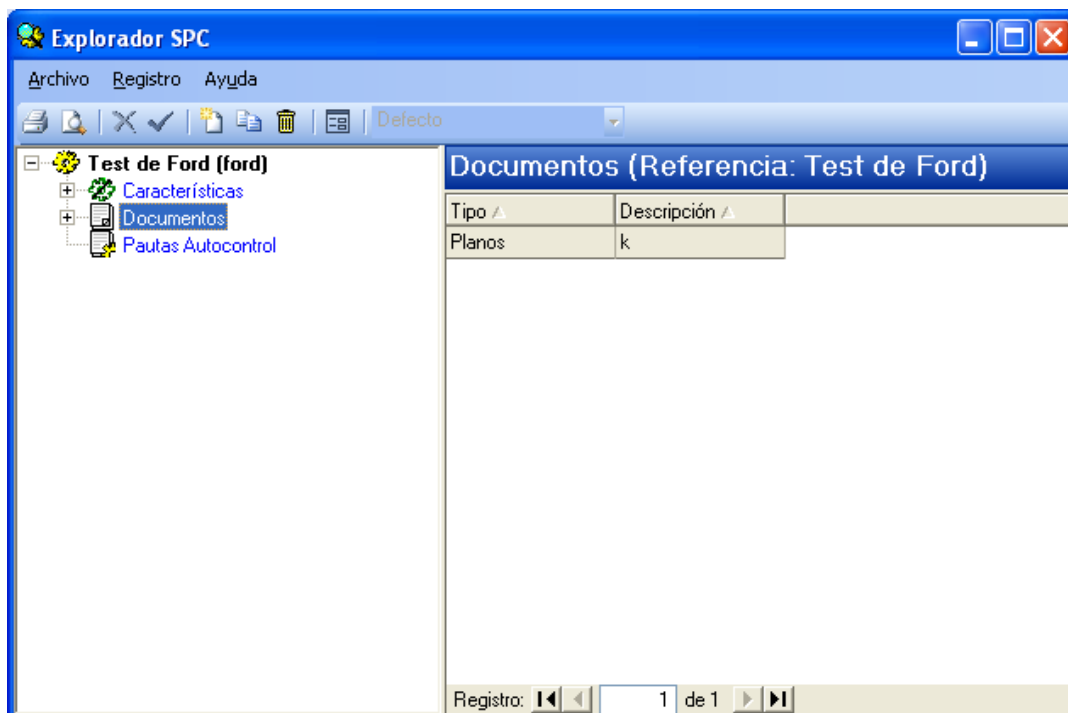 Explorador SPC
Archivo Registro Ayuda
Defecto
Test de Ford (ford)
Características
Documentos
Pautas Autocontrol
Documentos (Referencia: Test de Ford)
Tipo Descripción
Planos k
Registro: 1 de 1